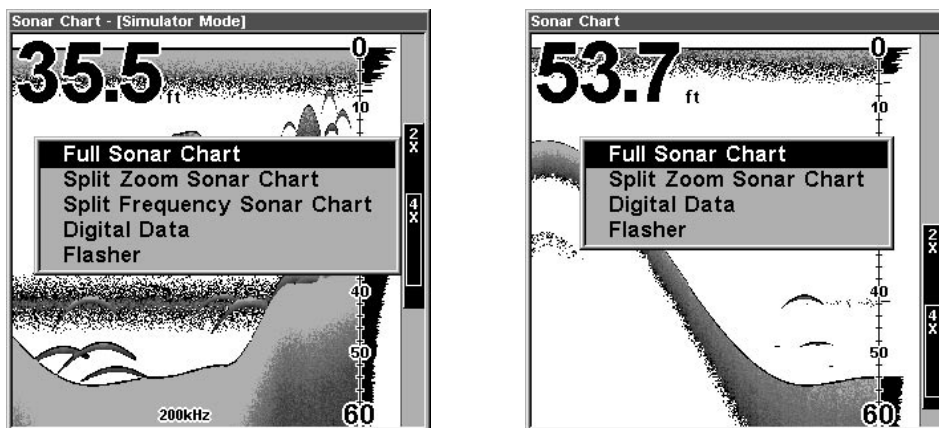 Sonar Chart - [Simulator Mode]
35.5 ft
0
10
2X
Full Sonar Chart
Split Zoom Sonar Chart
Split Frequency Sonar Chart
Digital Data
Flasher
4X
40
50
200kHz
60
Sonar Chart
53.7 ft
0
10
Full Sonar Chart
Split Zoom Sonar Chart
Digital Data
Flasher
2X
40
4X
50
60